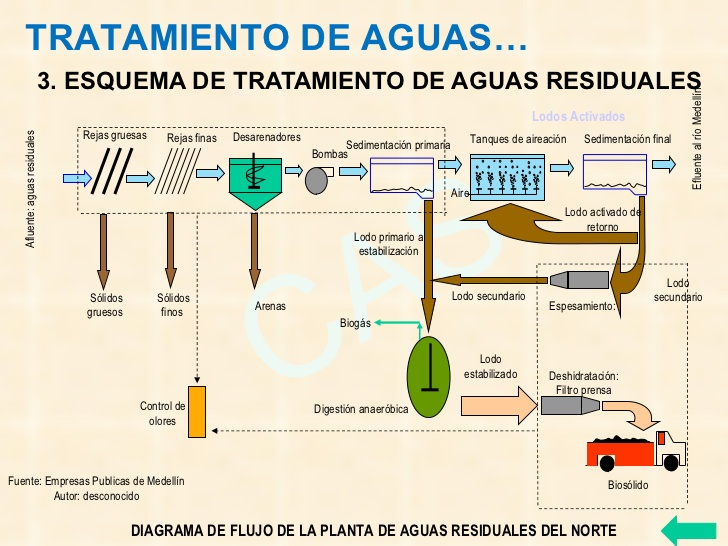 TRATAMIENTO DE AGUAS…
3. ESQUEMA DE TRATAMIENTO DE AGUAS RESIDUALES
Lodos Activados
Rejas gruesas
Rejas finas
Desarenadores
Bombas
Sedimentación primaria
Tanques de aireación
Sedimentación final
Afluente: aguas residuales
Efluente al río Medellín
Aire
Lodo activado de
retorno
Lodo primario a
estabilización
Sólidos
gruesos
Sólidos
finos
Arenas
Lodo secundario
Espesamiento:
Lodo
secundario
Biogás
Lodo
estabilizado
Deshidratación:
Filtro prensa
Control de
olores
Digestión anaeróbica
Biosólido
CAS
Fuente: Empresas Publicas de Medellín
Autor: desconocido
DIAGRAMA DE FLUJO DE LA PLANTA DE AGUAS RESIDUALES DEL NORTE